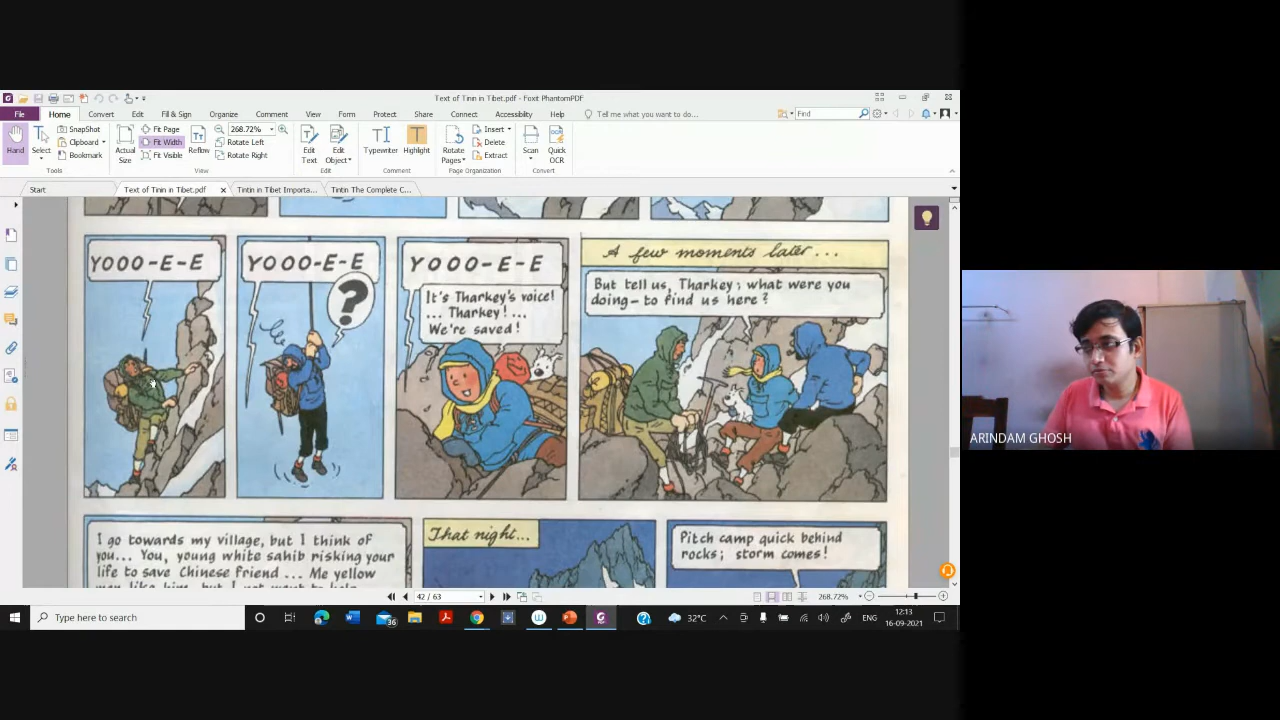 Text of Tinin in Tibet.pdf - Foxit PhantomPDF
File Home Convert Edit Fill & Sign Organize Comment View Form Protect Share Connect Accessibility Help Tell me what you want to do... Find
Hand
Select
SnapShot
Clipboard
Bookmark
Tools
Actual Size
Fit Page
Fit Width
Fit Visible
Reflow
268.72%
Rotate Left
Rotate Right
View
Edit Text
Edit Object
Edit
Typewriter
Highlight
Comment
Rotate Pages
Insert
Delete
Extract
Page Organization
Scan
Quick OCR
Convert
Start
Text of Tinin in Tibet.pdf
Tintin in Tibet Importa...
Tintin The Complete C...
YOOO-E-E
YOOO-E-E
?
YOOO-E-E
It's Tharkey's voice!
... Tharkey! ...
We're saved!
A few moments later...
But tell us, Tharkey; what were you
doing - to find us here?
I go towards my village, but I think of
you... You, young white sahib risking your
life to save Chinese friend ... Me yellow
That night...
Pitch camp quick behind
rocks; storm comes!
ARINDAM GHOSH
42 / 63
268.72%
Type here to search
36
32°C
ENG
12:13
16-09-2021